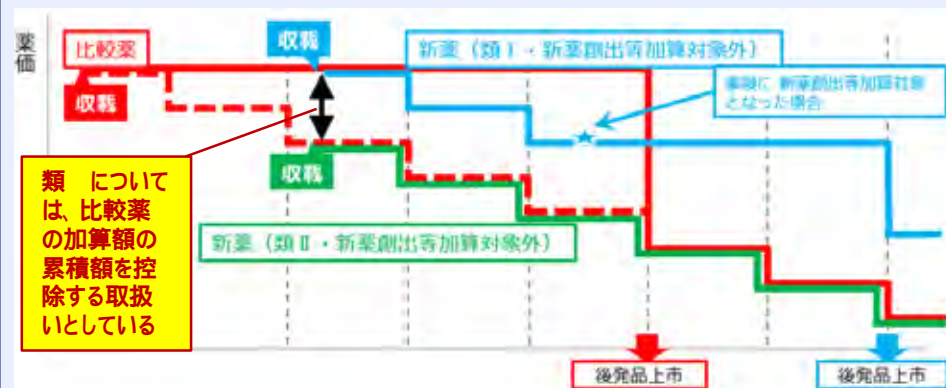 薬価
比較薬
収載
収載
新薬（類Ⅰ・新薬創出等加算対象外）
事後に 新薬創出等加算対象
となった場合
収載
新薬（類Ⅱ・新薬創出等加算対象外）
類　について
は、比較薬
の加算額の
累積額を控
除する取扱
いとしている
後発品上市
後発品上市